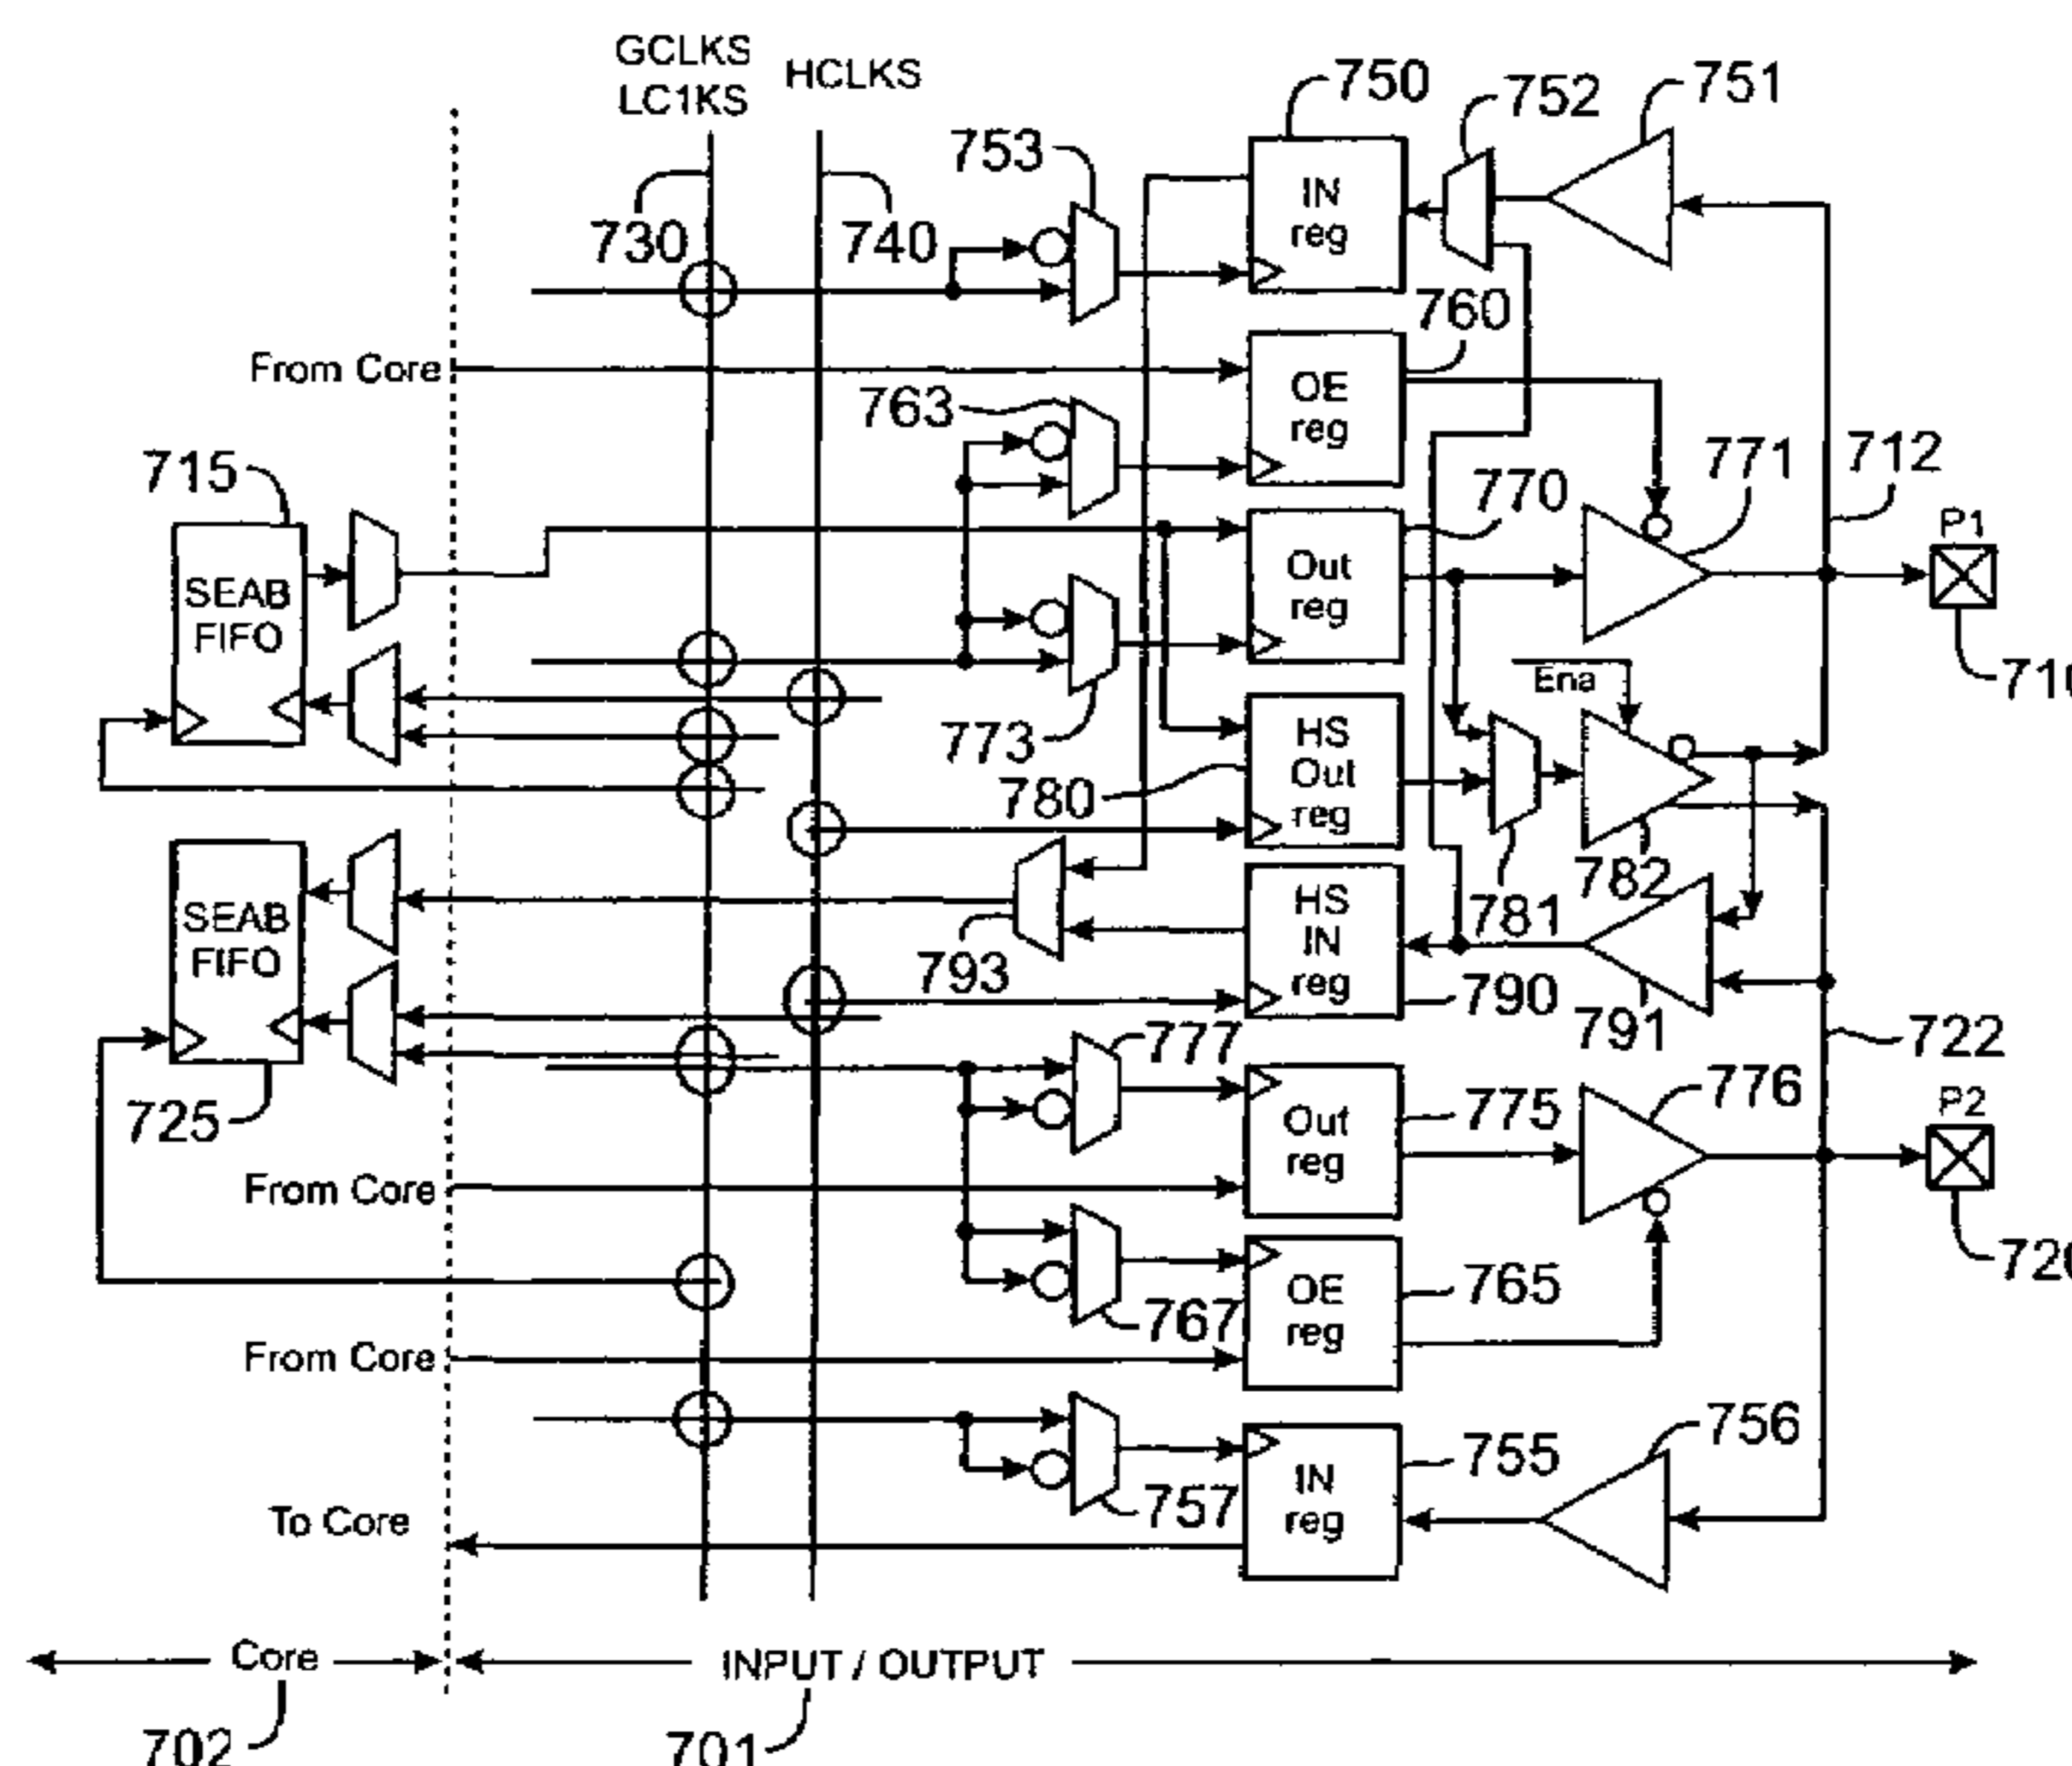 GCLKS
LC1KS
HCLKS
750
752
751
753
IN
reg
730
740
760
From Core
763
OE
reg
715
770
771
712
P1
SEAB
FIFO
Out
reg
Ena
773
HS
Out
reg
780
782
781
SEAB
FIFO
HS
IN
reg
793
790
791
777
722
725
775
776
P2
Out
reg
From Core
765
OE
reg
767
From Core
756
755
IN
reg
757
To Core
Core
INPUT / OUTPUT
702
701